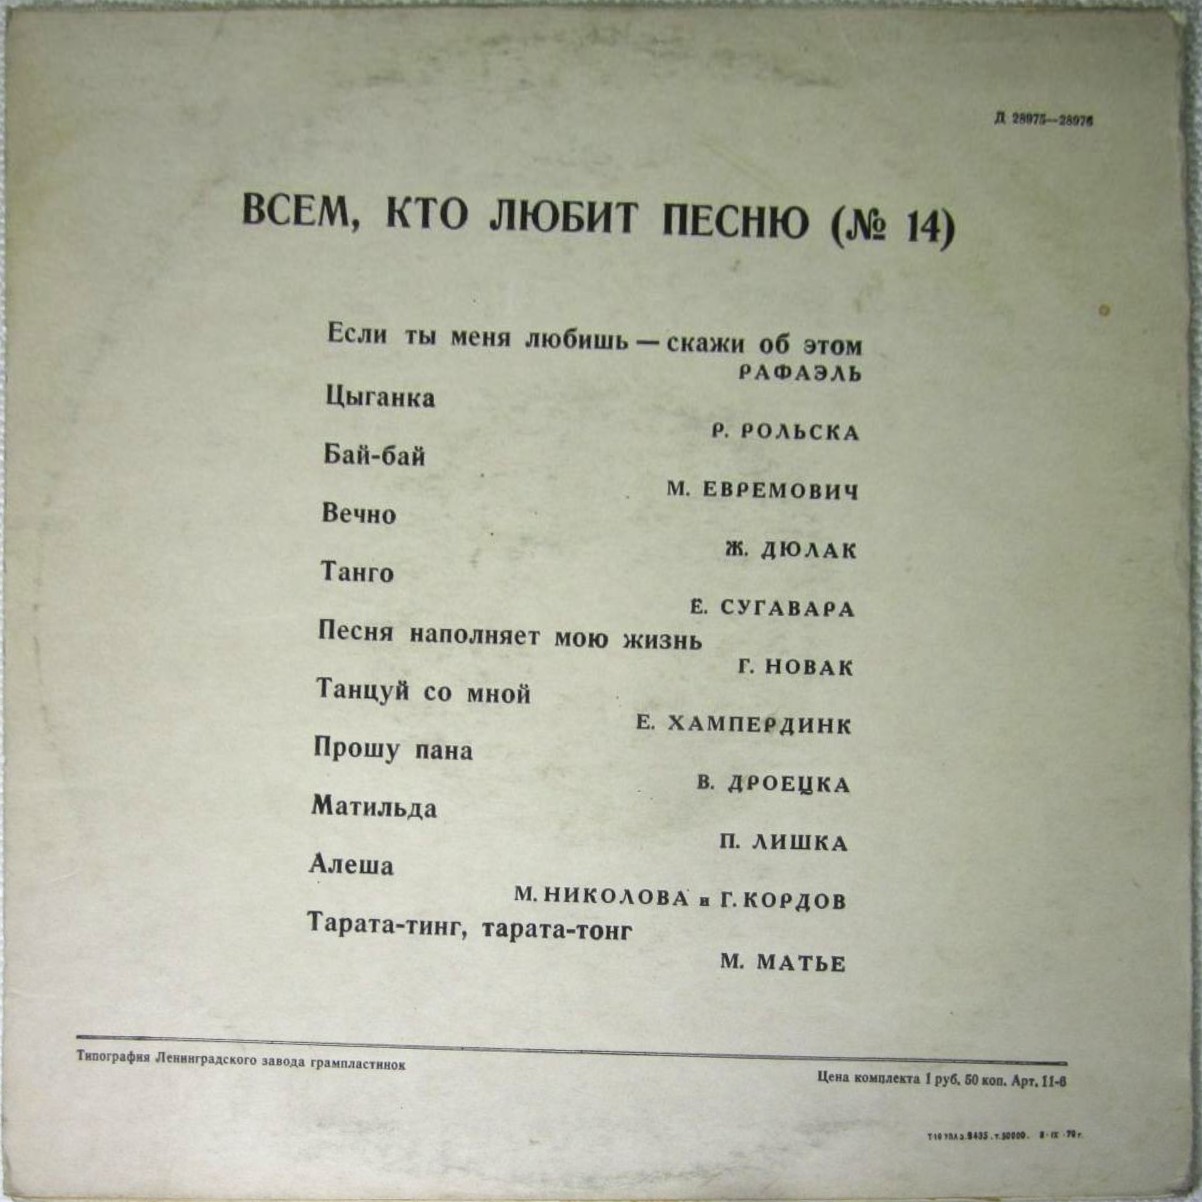 Д 28975—28976
ВСЕМ, КТО ЛЮБИТ ПЕСНЮ (№ 14)
Если ты меня любишь — скажи об этом
РАФАЭЛЬ
Цыганка
Р. РОЛЬСКА
Бай-бай
М. ЕВРЕМОВИЧ
Вечно
Ж. ДЮЛАК
Танго
Е. СУГАВАРА
Песня наполняет мою жизнь
Г. НОВАК
Танцуй со мной
Е. ХАМПЕРДИНК
Прошу пана
В. ДРОЕЦКА
Матильда
П. ЛИШКА
Алеша
М. НИКОЛОВА и Г. КОРДОВ
Тарата-тинг, тарата-тонг
М. МАТЬЕ
Типография Ленинградского завода грампластинок
Цена комплекта 1 руб. 50 коп. Арт. 11-6